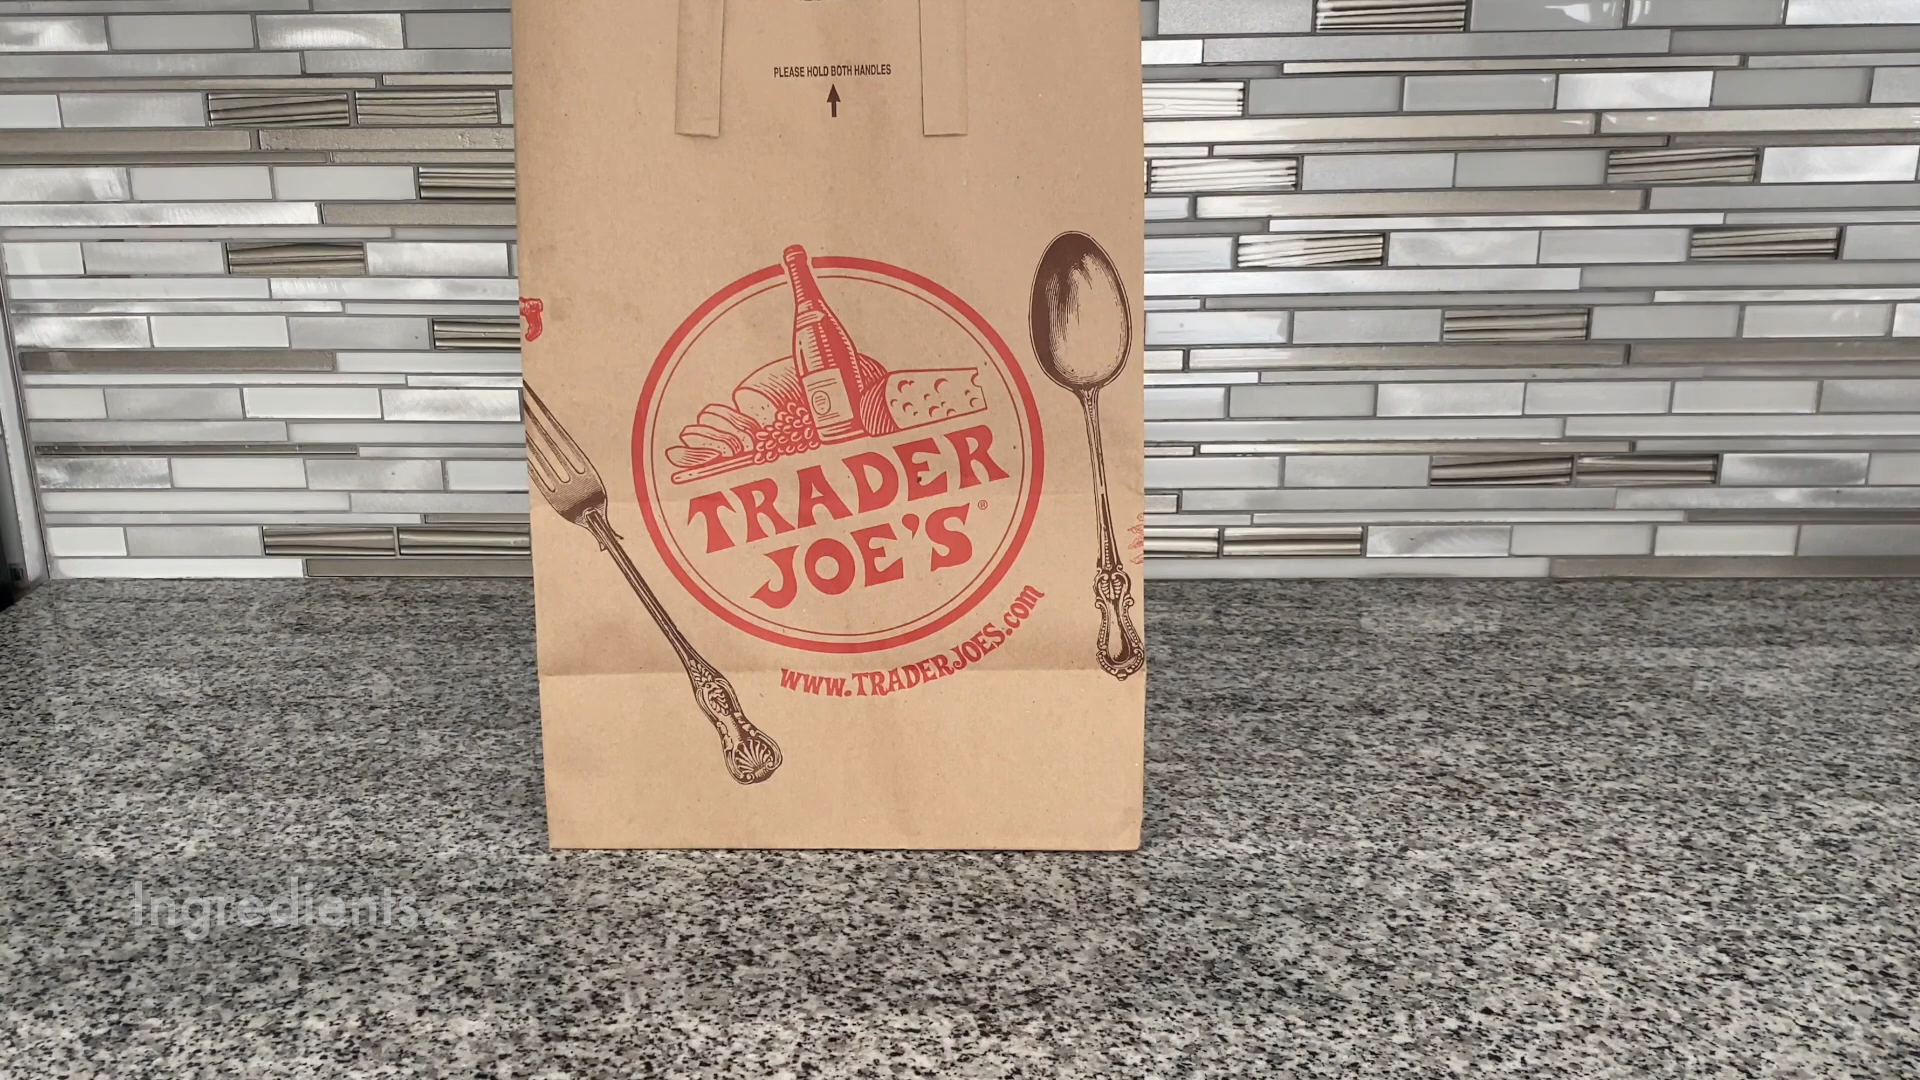 PLEASE HOLD BOTH HANDLES
TRADER
JOE'S®
www.TRADERJOES.com
Ingredients